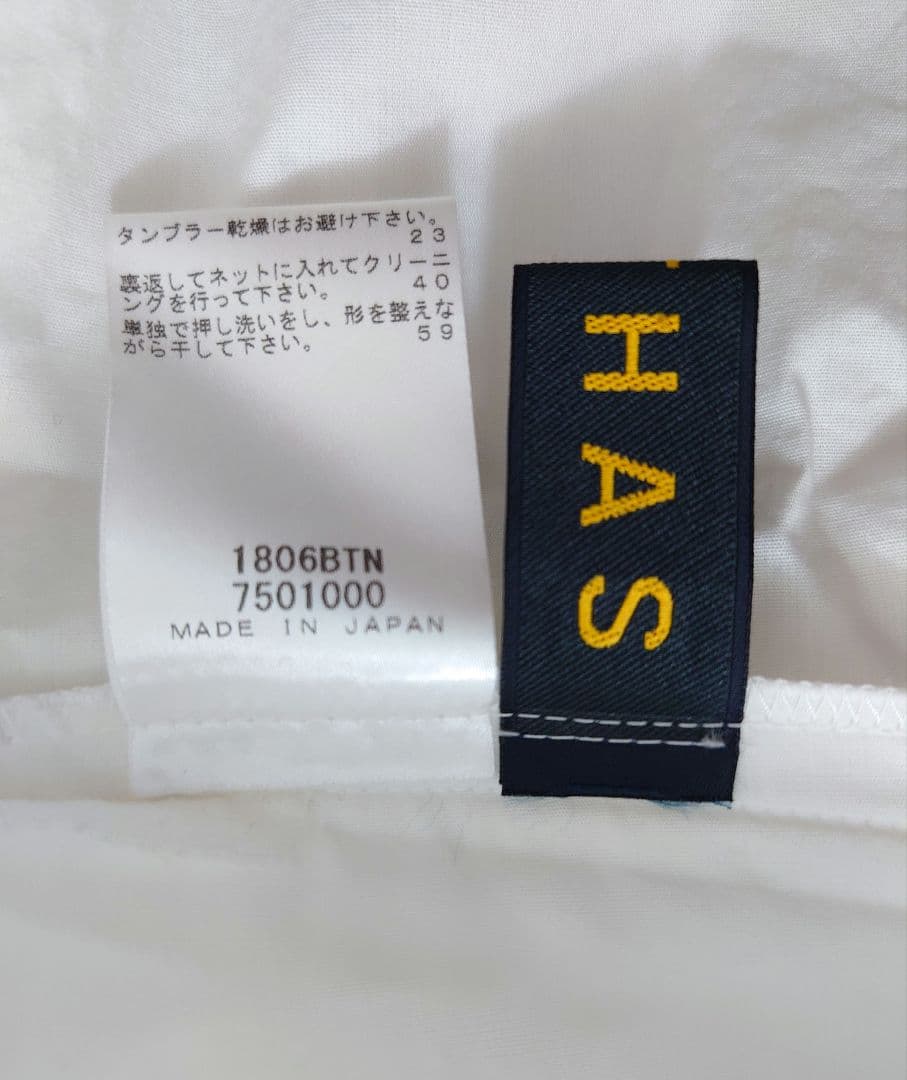 タンブラー乾燥はお避け下さい。
23
裏返してネットに入れてクリーニ
ングを行って下さい。 40
単独で押し洗いをし、形を整えな
がら干して下さい。 59
1806BTN
7501000
MADE IN JAPAN
HAS